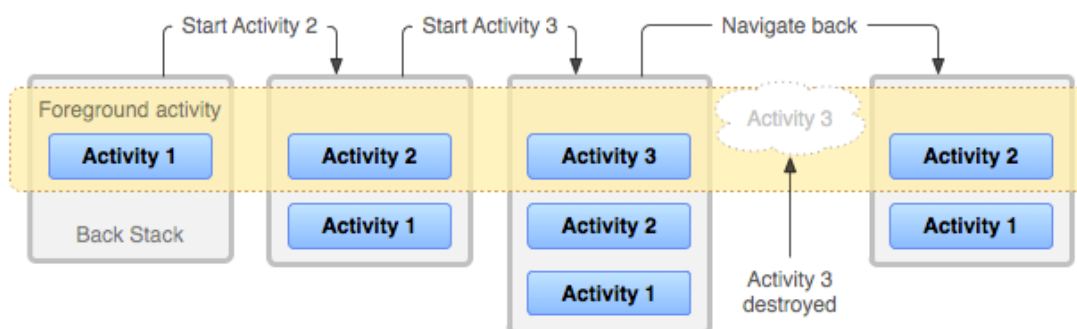 Start Activity 2
Start Activity 3
Navigate back
Foreground activity
Activity 1
Back Stack
Activity 2
Activity 1
Activity 3
Activity 2
Activity 1
Activity 3
Activity 3
destroyed
Activity 2
Activity 1